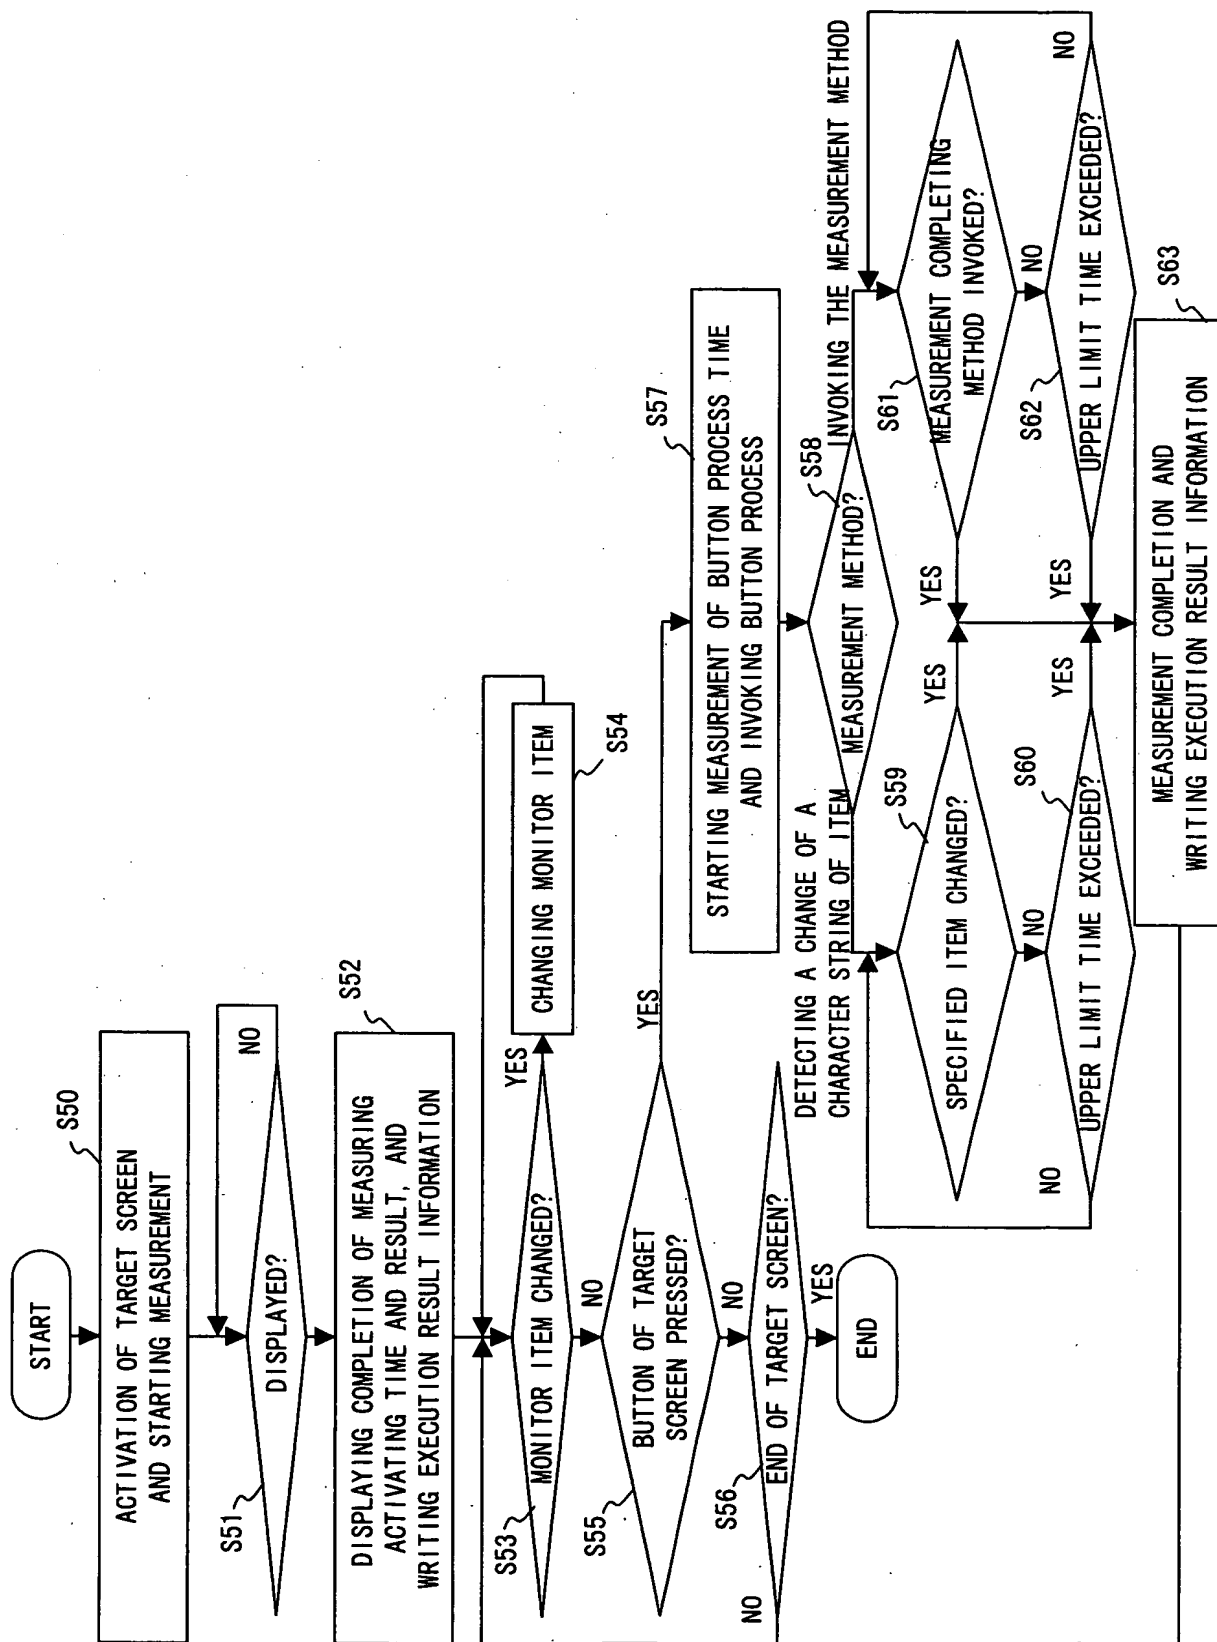 START
S50
ACTIVATION OF TARGET SCREEN
AND STARTING MEASUREMENT
S51
DISPLAYED?
NO
S52
DISPLAYING COMPLETION OF MEASURING
ACTIVATING TIME AND RESULT, AND
WRITING EXECUTION RESULT INFORMATION
S53
MONITOR ITEM CHANGED?
YES
CHANGING MONITOR ITEM
S54
NO
S55
BUTTON OF TARGET
SCREEN PRESSED?
YES
NO
S56
END OF TARGET SCREEN?
NO
YES
END
S57
STARTING MEASUREMENT OF BUTTON PROCESS TIME
AND INVOKING BUTTON PROCESS
S58
MEASUREMENT METHOD?
DETECTING A CHANGE OF A
CHARACTER STRING OF ITEM
INVOKING THE MEASUREMENT METHOD
S59
SPECIFIED ITEM CHANGED?
YES
NO
S60
UPPER LIMIT TIME EXCEEDED?
NO
YES
S61
MEASUREMENT COMPLETING
METHOD INVOKED?
YES
NO
S62
UPPER LIMIT TIME EXCEEDED?
NO
YES
S63
MEASUREMENT COMPLETION AND
WRITING EXECUTION RESULT INFORMATION